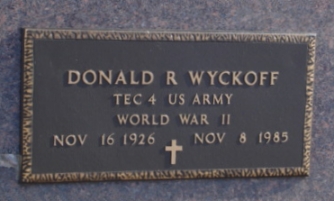 DONALD R WYCKOFF
TEC 4 US ARMY
WORLD WAR II
NOV 16 1926 NOV 8 1985